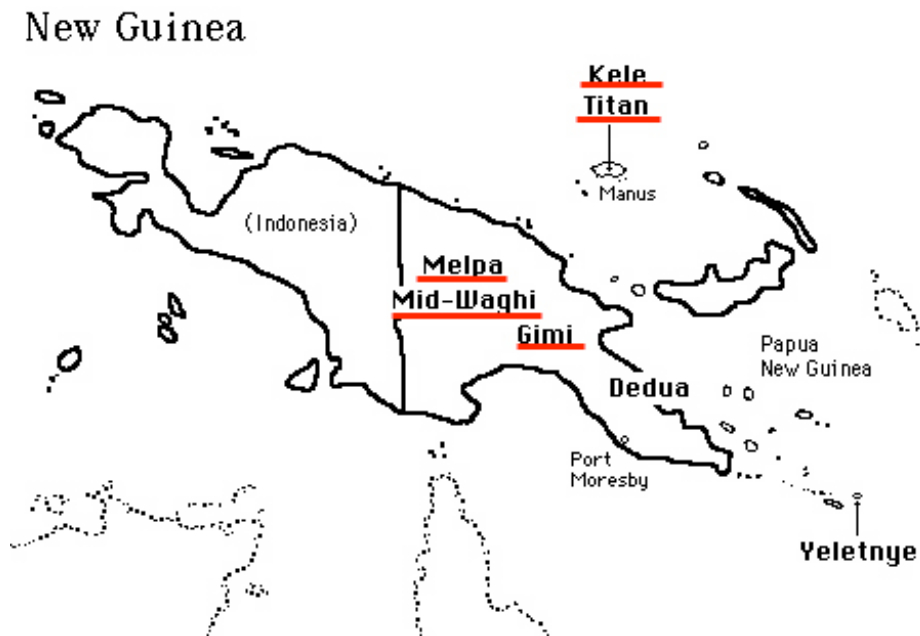 New Guinea
Kele
Titan
Manus
(Indonesia)
Melpa
Mid-Waghi
Gimi
Papua
New Guinea
Dedua
Port
Moresby
Yeletnye